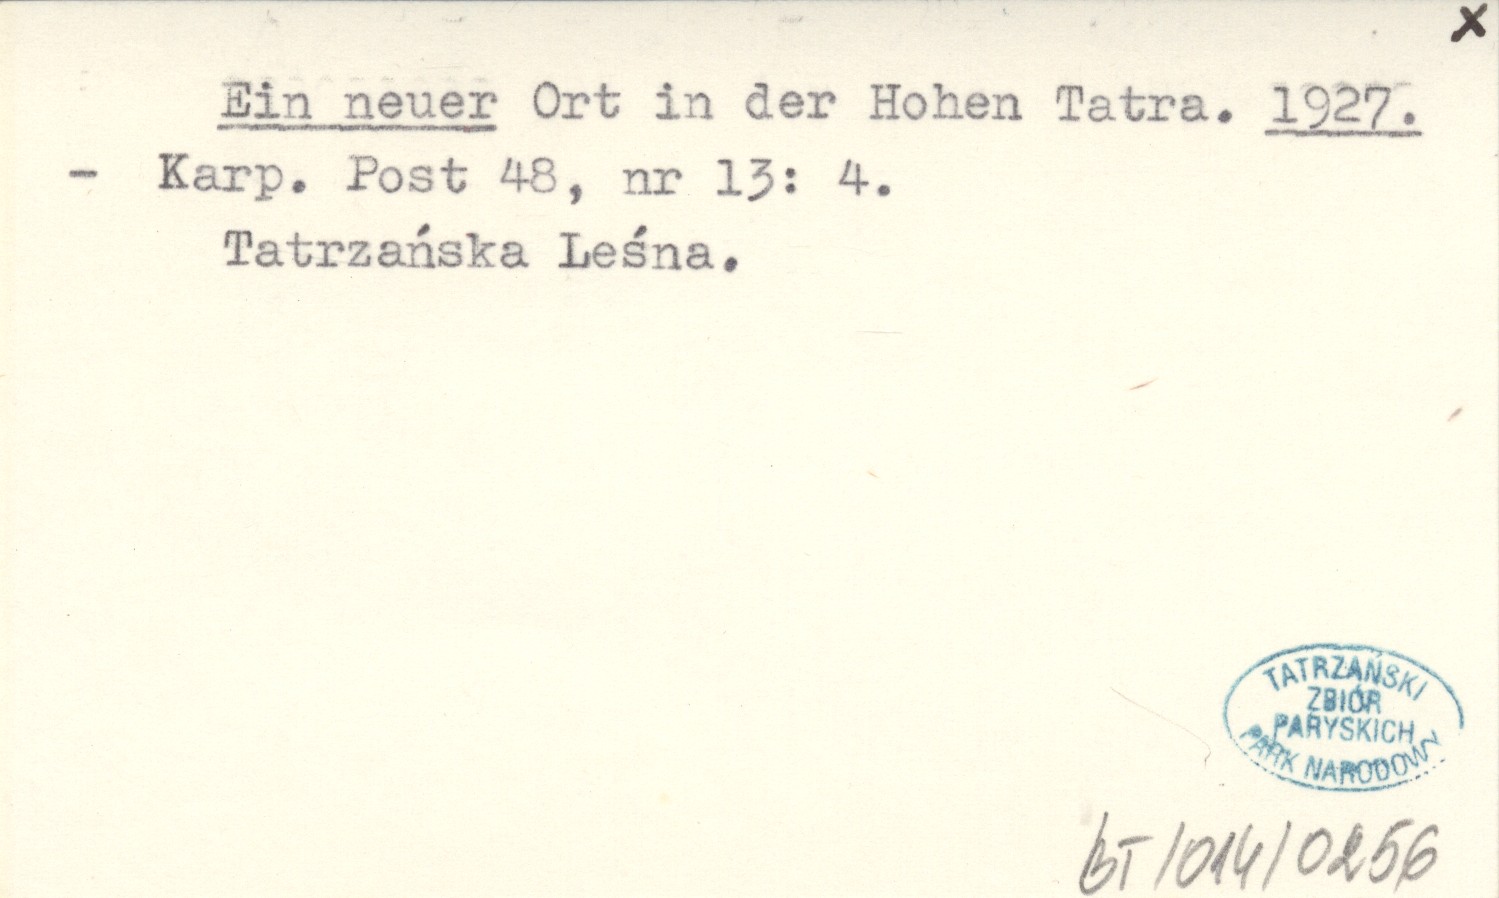 x
Ein neuer Ort in der Hohen Tatra. 1927.
- Karp. Post 48, nr 13: 4.
Tatrzańska Leśna.
TATRZAŃSKI
ZBIÓR
PARYSKICH
PARK NARODOWY
BT/014/0256